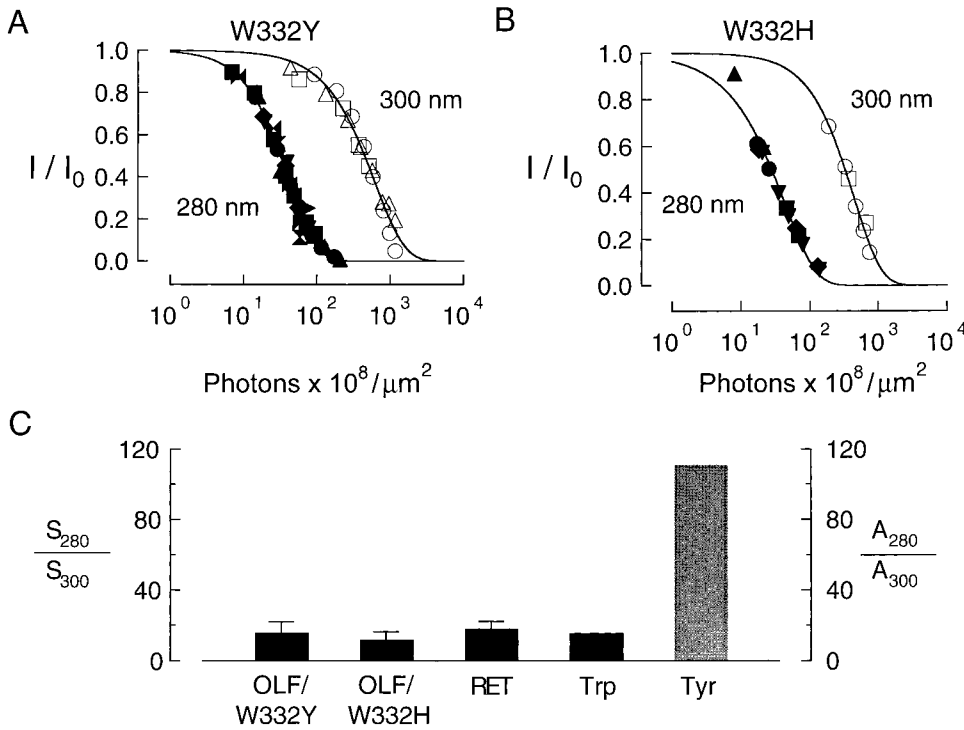 A
W332Y
1.0
0.8
0.6
0.4
0.2
0.0
I / I0
300 nm
280 nm
10^0 10^1 10^2 10^3 10^4
Photons x 10^8/μm^2
B
W332H
1.0
0.8
0.6
0.4
0.2
0.0
I / I0
300 nm
280 nm
10^0 10^1 10^2 10^3 10^4
Photons x 10^8/μm^2
C
S280
S300
120
80
40
0
120
80
40
0
A280
A300
OLF/
W332Y
OLF/
W332H
RET
Trp
Tyr